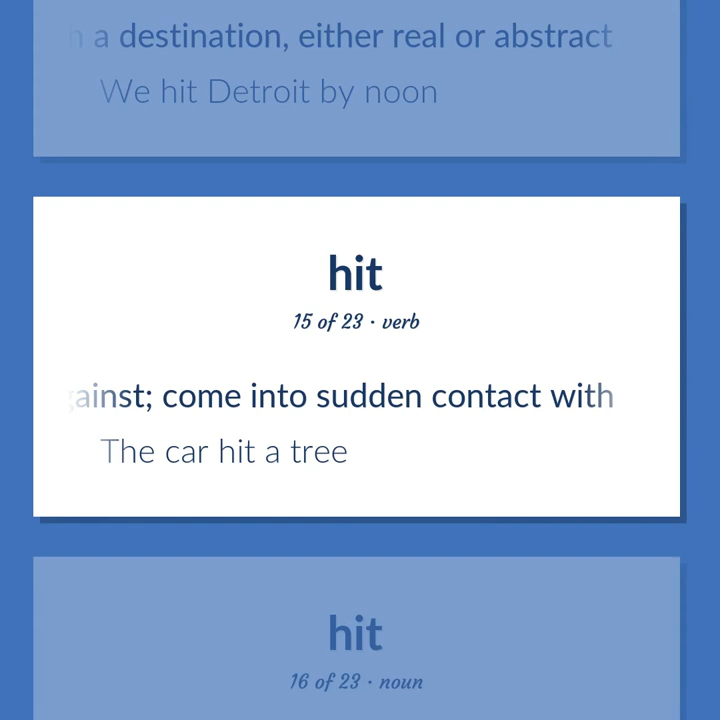 a destination, either real or abstract
We hit Detroit by noon
hit
15 of 23 · verb
come into sudden contact with
The car hit a tree
hit
16 of 23 · noun